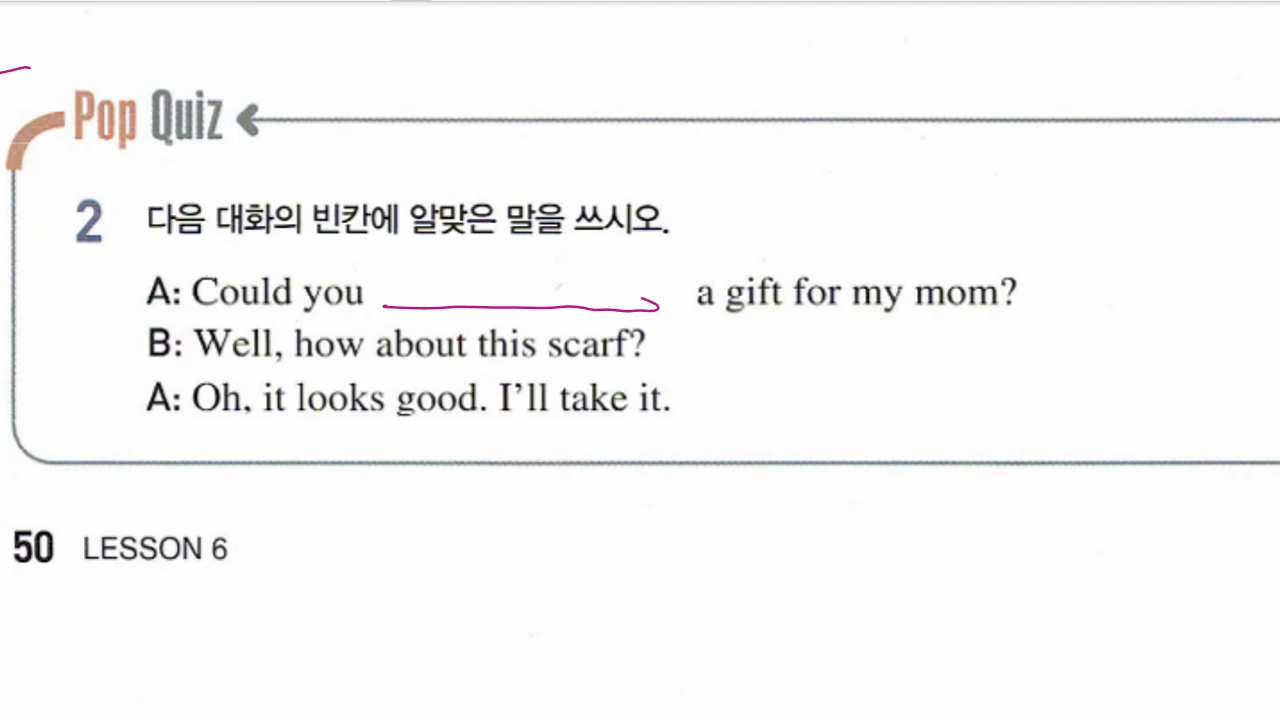 Pop Quiz
2 다음 대화의 빈칸에 알맞은 말을 쓰시오.
A: Could you a gift for my mom?
B: Well, how about this scarf?
A: Oh, it looks good. I'll take it.
50 LESSON 6